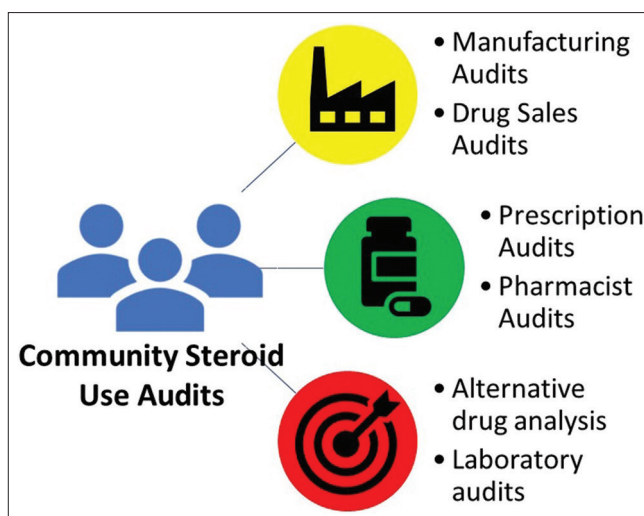 • Manufacturing
Audits
• Drug Sales
Audits
• Prescription
Audits
• Pharmacist
Audits
Community Steroid
Use Audits
• Alternative
drug analysis
• Laboratory
audits